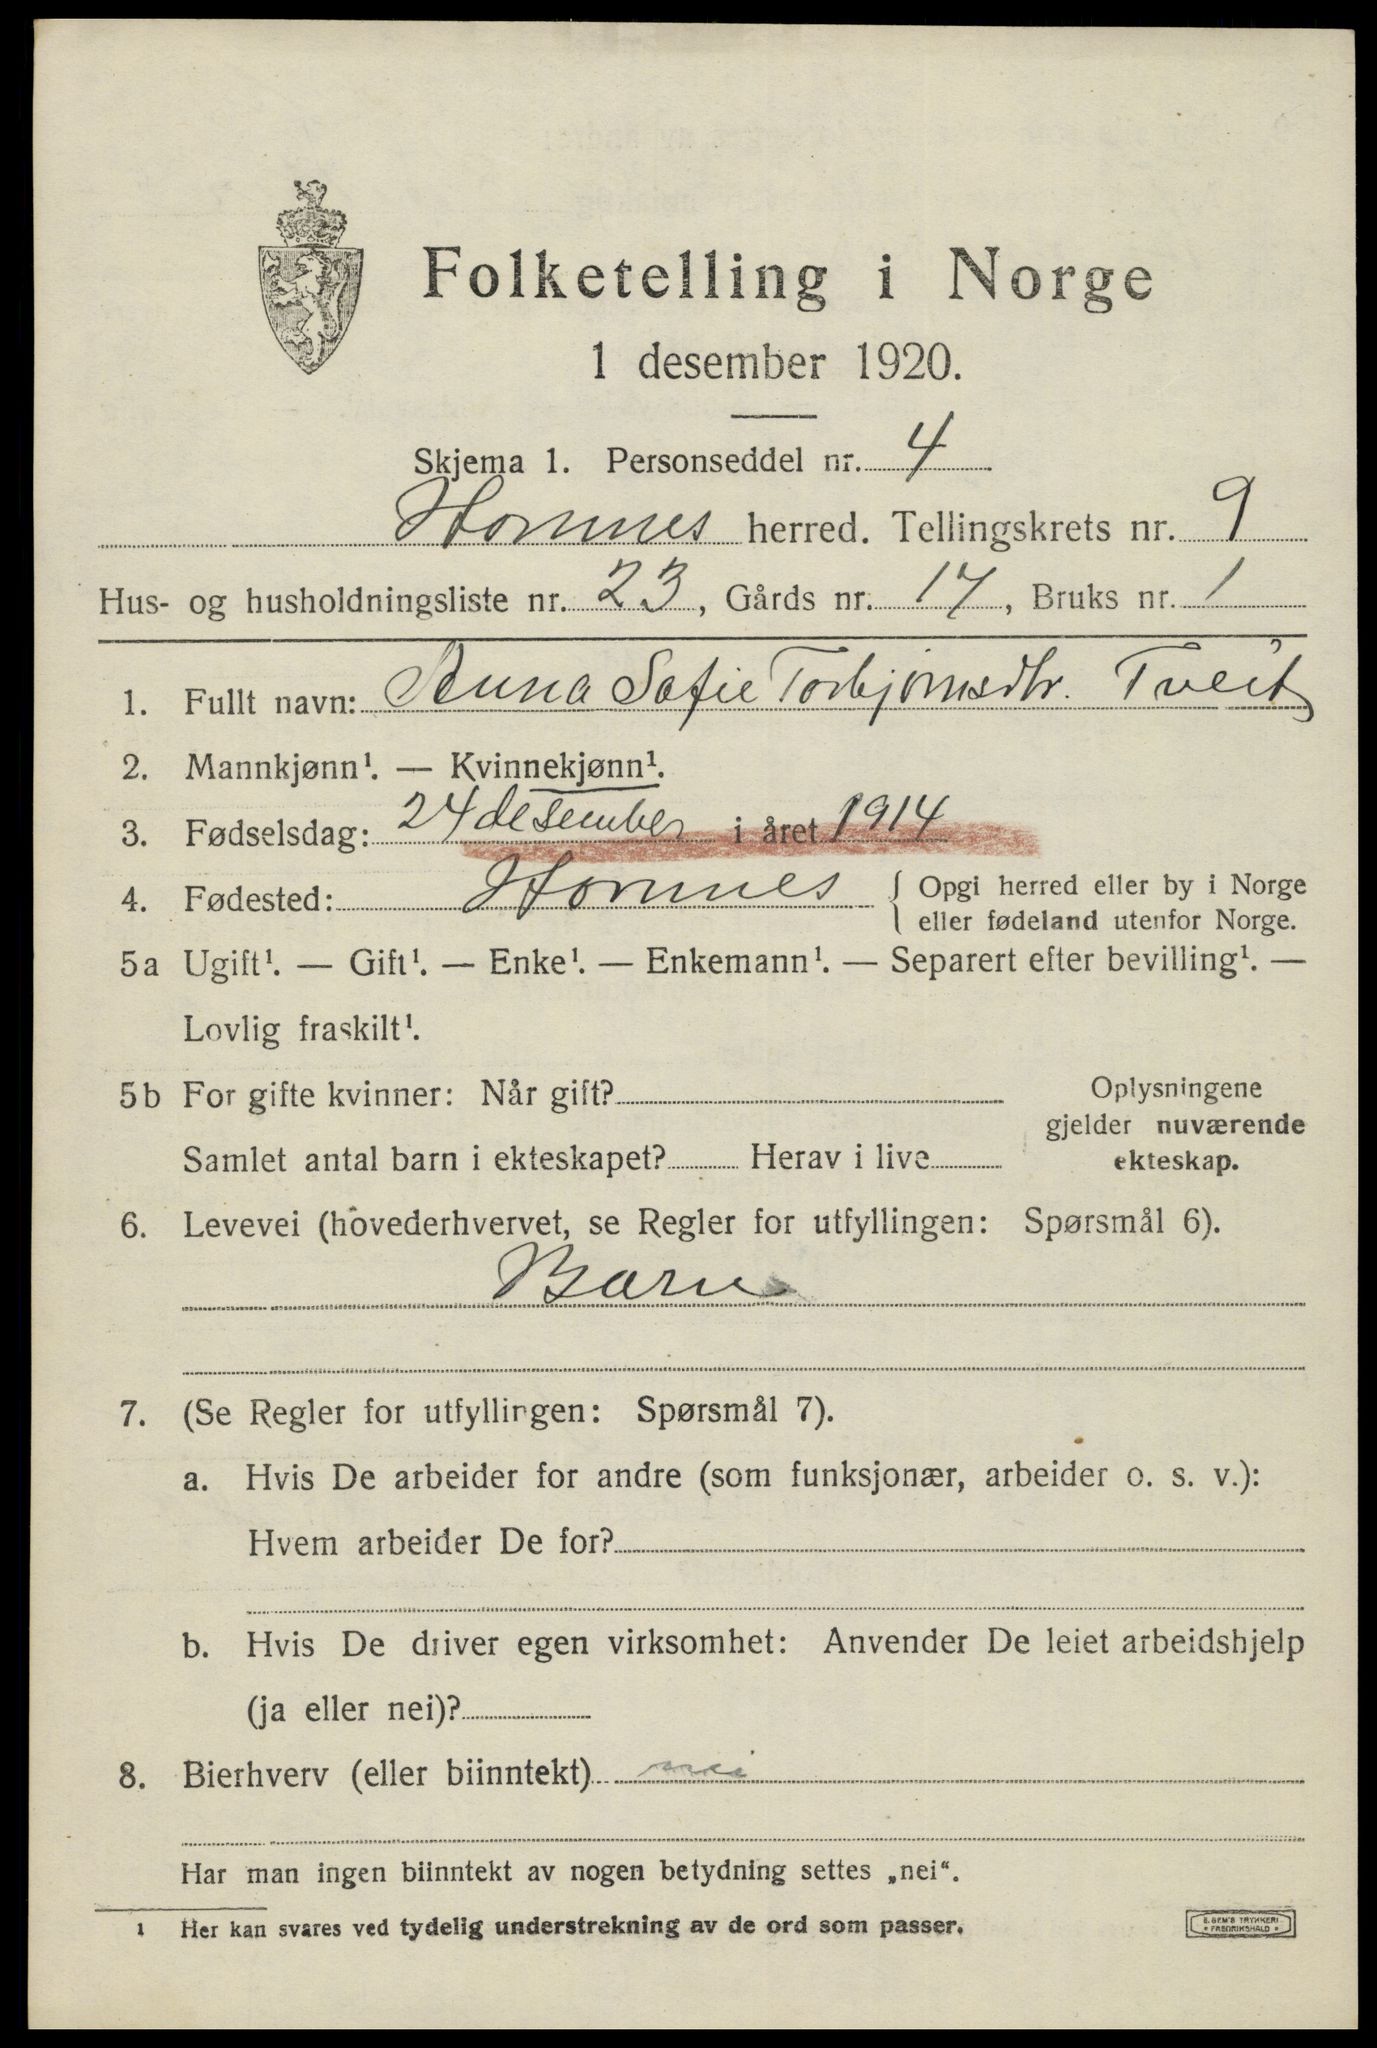 Folketelling i Norge
1 desember 1920.
Skjema 1. Personseddel nr. 4
Hornnes herred. Tellingskrets nr. 9
Hus- og husholdningsliste nr. 23, Gårds nr. 17, Bruks nr. 1
1. Fullt navn: Anna Sofie Torbjørnsdtr. Tveit
2. Mannkjønn¹. — Kvinnekjønn¹.
3. Fødselsdag: 24 desember i året 1914
4. Fødested: Hornnes { Opgi herred eller by i Norge
eller fødeland utenfor Norge.
5a Ugift¹. — Gift¹. — Enke¹. — Enkemann¹. — Separert efter bevilling¹. —
Lovlig fraskilt¹.
5b For gifte kvinner: Når gift?
Samlet antal barn i ekteskapet? Herav i live
Oplysningene
gjelder nuværende
ekteskap.
6. Levevei (hovederhvervet, se Regler for utfyllingen: Spørsmål 6).
Barn
7. (Se Regler for utfyllingen: Spørsmål 7).
a. Hvis De arbeider for andre (som funksjonær, arbeider o. s. v.):
Hvem arbeider De for?
b. Hvis De driver egen virksomhet: Anvender De leiet arbeidshjelp
(ja eller nei)?
8. Bierhverv (eller biinntekt) nei
Har man ingen biinntekt av nogen betydning settes „nei“.
1 Her kan svares ved tydelig understrekning av de ord som passer.
E. SEM'S TRYKKERI
• FREDRIKSHALD •